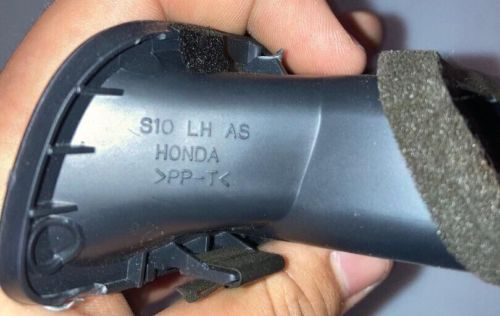 S10 LH AS
HONDA
>PP-T<